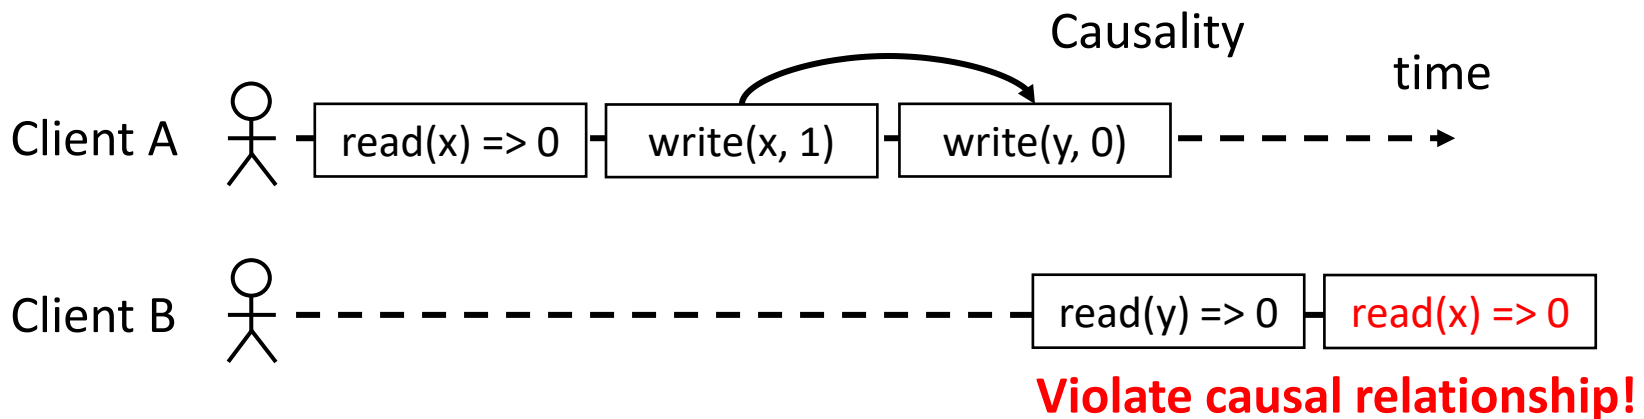 Causality
time
Client A read(x) => 0 write(x, 1) write(y, 0)
Client B read(y) => 0 read(x) => 0
Violate causal relationship!